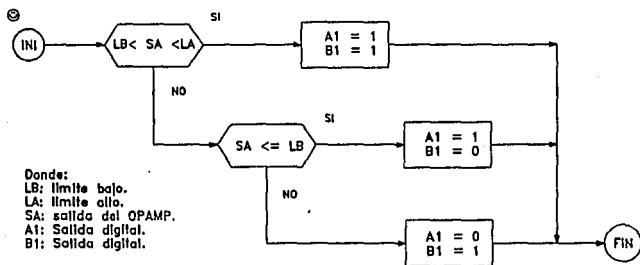 SI
INI
LB< SA <LA
A1 = 1
B1 = 1
NO
SI
SA <= LB
A1 = 1
B1 = 0
NO
Donde:
LB: limite bajo.
LA: limite alto.
SA: salida del OPAMP.
A1: Salida digital.
B1: Salida digital.
A1 = 0
B1 = 1
FIN